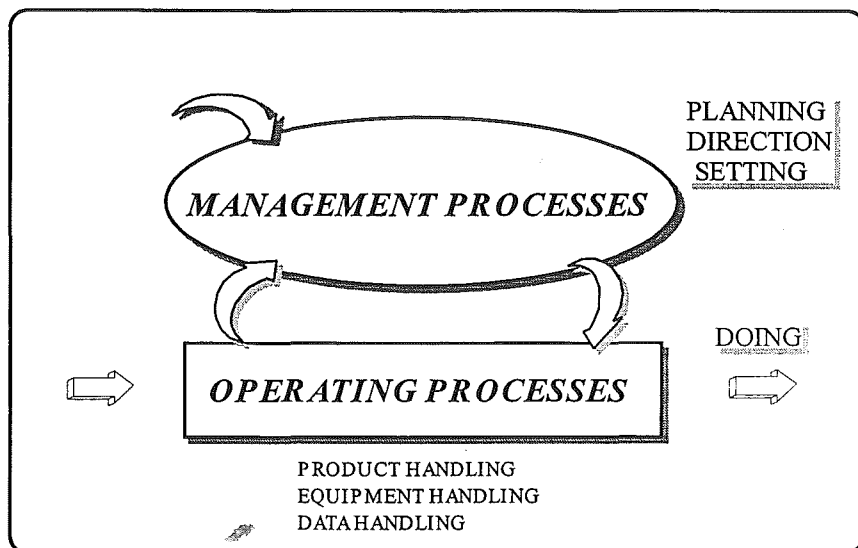 PLANNING
DIRECTION
SETTING
MANAGEMENT PROCESSES
DOING
OPERATING PROCESSES
PRODUCT HANDLING
EQUIPMENT HANDLING
DATA HANDLING